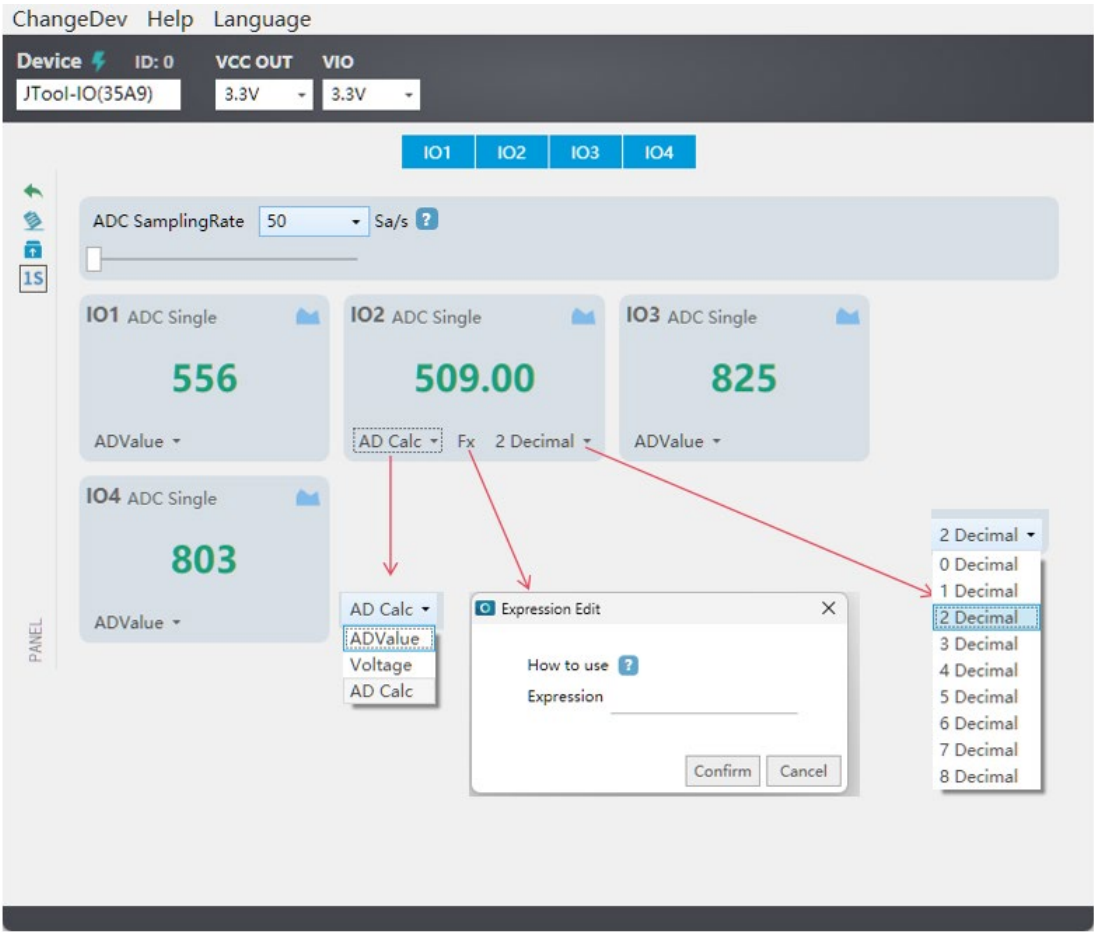 ChangeDev Help Language
Device ID: 0 VCC OUT VIO
JTool-IO(35A9) 3.3V 3.3V
IO1 IO2 IO3 IO4
ADC SamplingRate 50 Sa/s ?
1S
IO1 ADC Single
556
ADValue
IO2 ADC Single
509.00
AD Calc Fx 2 Decimal
IO3 ADC Single
825
ADValue
IO4 ADC Single
803
ADValue
PANEL
AD Calc
ADValue
Voltage
AD Calc
Expression Edit
How to use ?
Expression
Confirm Cancel
2 Decimal
0 Decimal
1 Decimal
2 Decimal
3 Decimal
4 Decimal
5 Decimal
6 Decimal
7 Decimal
8 Decimal